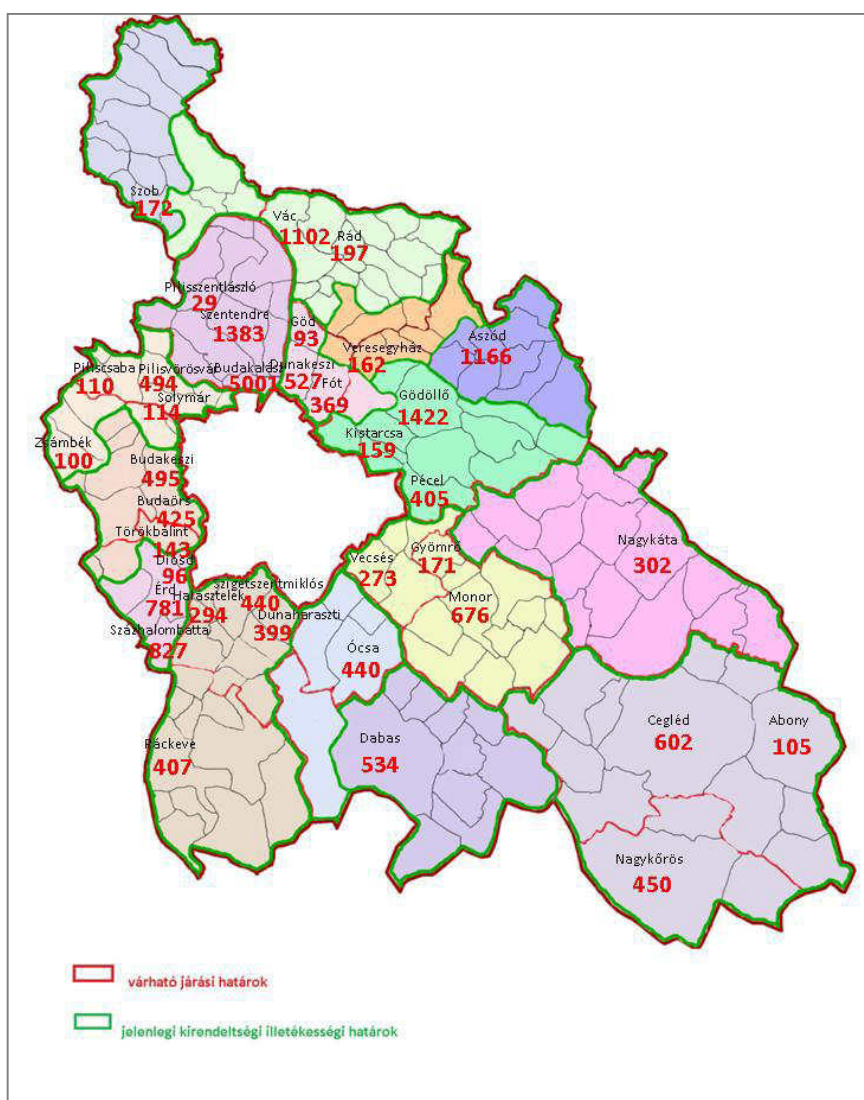 Szob
172
Vác
1102
Rád
197
Pilisszentlászló
29
Szentendre
1383
Göd
93
Veresegyház
162
Aszód
1166
Piliscsaba
110
Pilisvörösvár
494
Budakalász
5001
Dunakeszi
527
Fót
369
Solymár
114
Gödöllő
1422
Kistarcsa
159
Zsámbék
100
Budakeszi
495
Pécel
405
Budaörs
425
Törökbálint
143
Diósd
96
Vecsés
273
Gyömrő
171
Nagykáta
302
Érd
781
Halásztelek
294
Szigetszentmiklós
440
Dunaharaszti
399
Monor
676
Százhalombatta
827
Ócsa
440
Ráckeve
407
Dabas
534
Cegléd
602
Abony
105
Nagykőrös
450
várható járási határok
jelenlegi kirendeltségi illetékességi határok